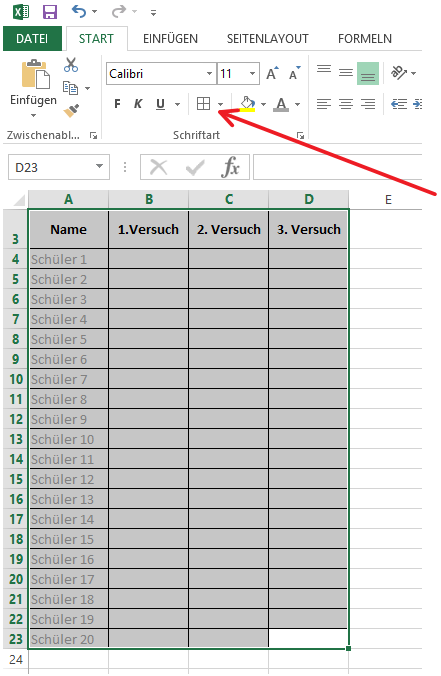 DATEI START EINFÜGEN SEITENLAYOUT FORMELN
Calibri 11 A A
Einfügen F K U A
Zwischenabl... Schriftart
D23 fx
A B C D E
3 Name 1.Versuch 2. Versuch 3. Versuch
4 Schüler 1
5 Schüler 2
6 Schüler 3
7 Schüler 4
8 Schüler 5
9 Schüler 6
10 Schüler 7
11 Schüler 8
12 Schüler 9
13 Schüler 10
14 Schüler 11
15 Schüler 12
16 Schüler 13
17 Schüler 14
18 Schüler 15
19 Schüler 16
20 Schüler 17
21 Schüler 18
22 Schüler 19
23 Schüler 20
24